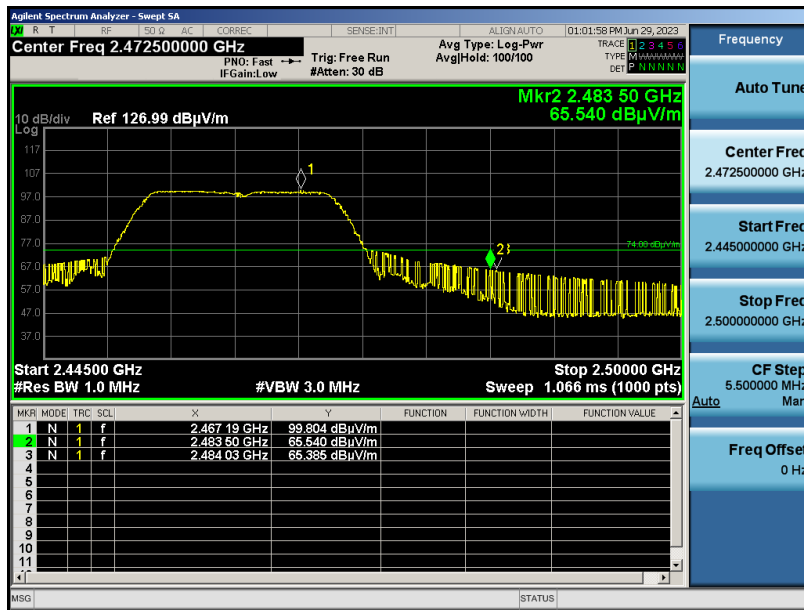 Agilent Spectrum Analyzer - Swept SA
LXI R T RF 50 Ω AC CORREC SENSE:INT ALIGN AUTO 01:01:58 PM Jun 29, 2023
Center Freq 2.472500000 GHz
PNO: Fast
IFGain:Low
Trig: Free Run
#Atten: 30 dB
Avg Type: Log-Pwr
Avg|Hold: 100/100
TRACE 1 2 3 4 5 6
TYPE M
DET P N N N N N
Mkr2 2.483 50 GHz
65.540 dBµV/m
10 dB/div Ref 126.99 dBµV/m
Log
117
107
97.0
87.0
77.0
67.0
57.0
47.0
37.0
1
2
74.00 dBµV/m
Start 2.44500 GHz Stop 2.50000 GHz
#Res BW 1.0 MHz #VBW 3.0 MHz Sweep 1.066 ms (1000 pts)
MKR MODE TRC SCL X Y FUNCTION FUNCTION WIDTH FUNCTION VALUE
1 N 1 f 2.467 19 GHz 99.804 dBµV/m
2 N 1 f 2.483 50 GHz 65.540 dBµV/m
3 N 1 f 2.484 03 GHz 65.385 dBµV/m
4
5
6
7
8
9
10
11
MSG STATUS
Frequency
Auto Tune
Center Freq
2.472500000 GHz
Start Freq
2.445000000 GHz
Stop Freq
2.500000000 GHz
CF Step
5.500000 MHz
Auto Man
Freq Offset
0 Hz